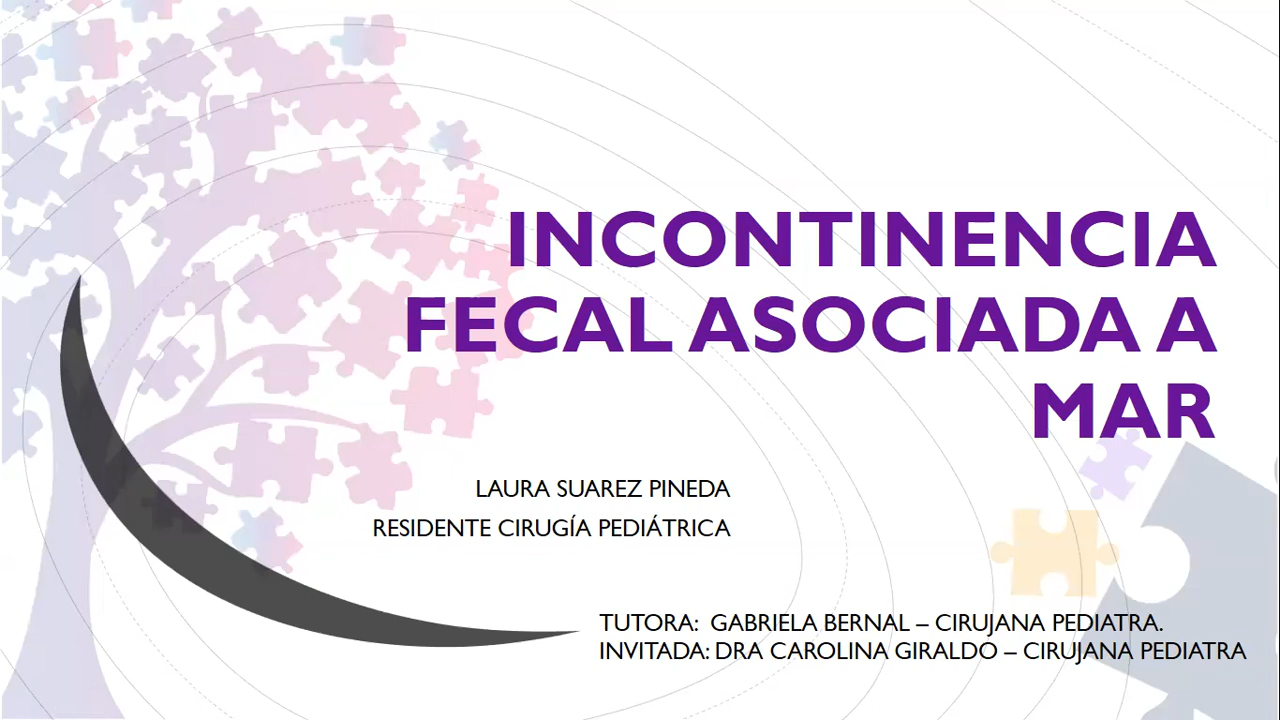 INCONTINENCIA
FECAL ASOCIADA A
MAR
LAURA SUAREZ PINEDA
RESIDENTE CIRUGÍA PEDIÁTRICA
TUTORA: GABRIELA BERNAL – CIRUJANA PEDIATRA.
INVITADA: DRA CAROLINA GIRALDO – CIRUJANA PEDIATRA